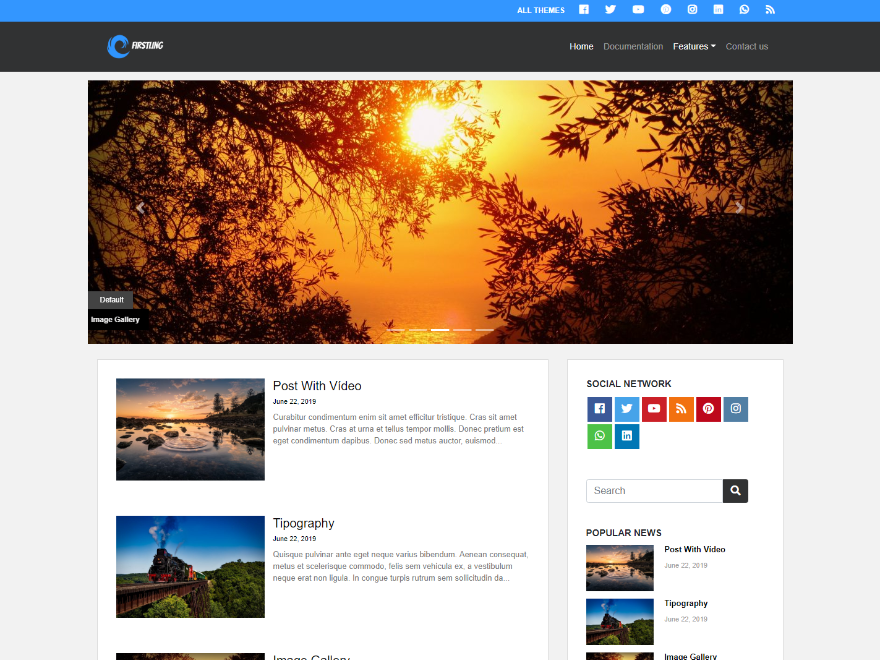 ALL THEMES
FIRSTLING
Home Documentation Features Contact us
Default
Image Gallery
Post With Vídeo
June 22, 2019
Curabitur condimentum enim sit amet efficitur tristique. Cras sit amet
pulvinar metus. Cras at urna et tellus tempor mollis. Donec pretium est
eget condimentum dapibus. Donec sed metus auctor, euismod...
Tipography
June 22, 2019
Quisque pulvinar ante eget neque varius bibendum. Aenean consequat,
metus et scelerisque commodo, felis sem vehicula ex, a vestibulum
neque erat non ligula. In congue turpis rutrum sem sollicitudin da...
Image Gallery
SOCIAL NETWORK
Search
POPULAR NEWS
Post With Vídeo
June 22, 2019
Tipography
June 22, 2019
Image Gallery